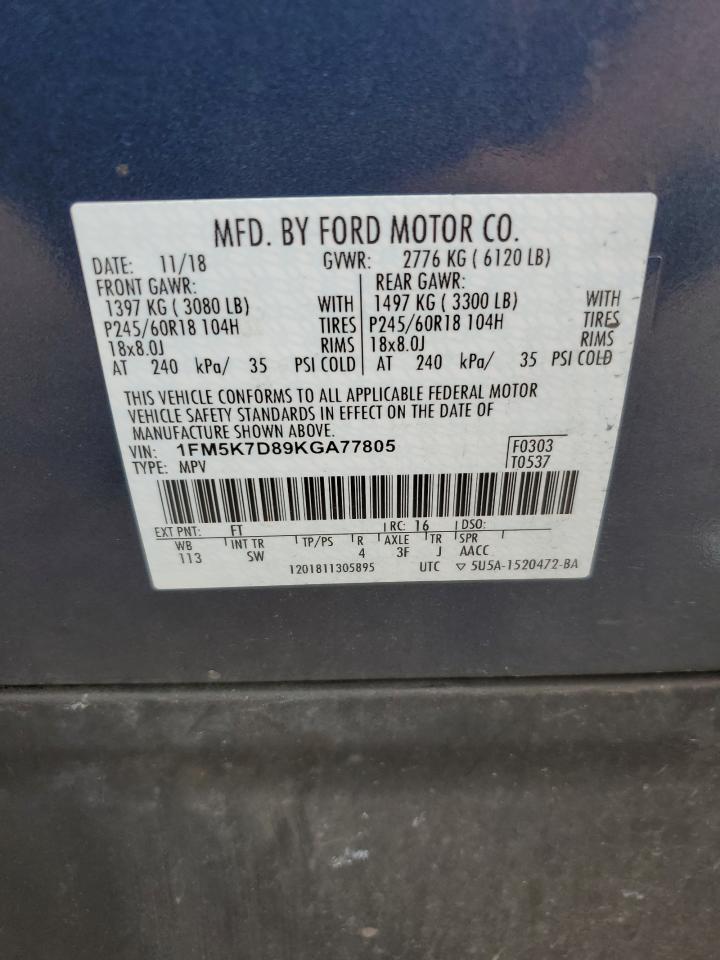 MFD. BY FORD MOTOR CO.
DATE: 11/18 GVWR: 2776 KG ( 6120 LB)
FRONT GAWR: REAR GAWR:
1397 KG ( 3080 LB) WITH 1497 KG ( 3300 LB) WITH
P245/60R18 104H TIRES P245/60R18 104H TIRES
18x8.0J RIMS 18x8.0J RIMS
AT 240 kPa/ 35 PSI COLD AT 240 kPa/ 35 PSI COLD
THIS VEHICLE CONFORMS TO ALL APPLICABLE FEDERAL MOTOR
VEHICLE SAFETY STANDARDS IN EFFECT ON THE DATE OF
MANUFACTURE SHOWN ABOVE.
VIN: 1FM5K7D89KGA77805 F0303
TYPE: MPV T0537
EXT PNT: FT RC: 16 DSO:
WB INT TR TP/PS R AXLE TR SPR
113 SW 4 3F J AACC
1201811305895 UTC ▽ 5U5A-1520472-BA